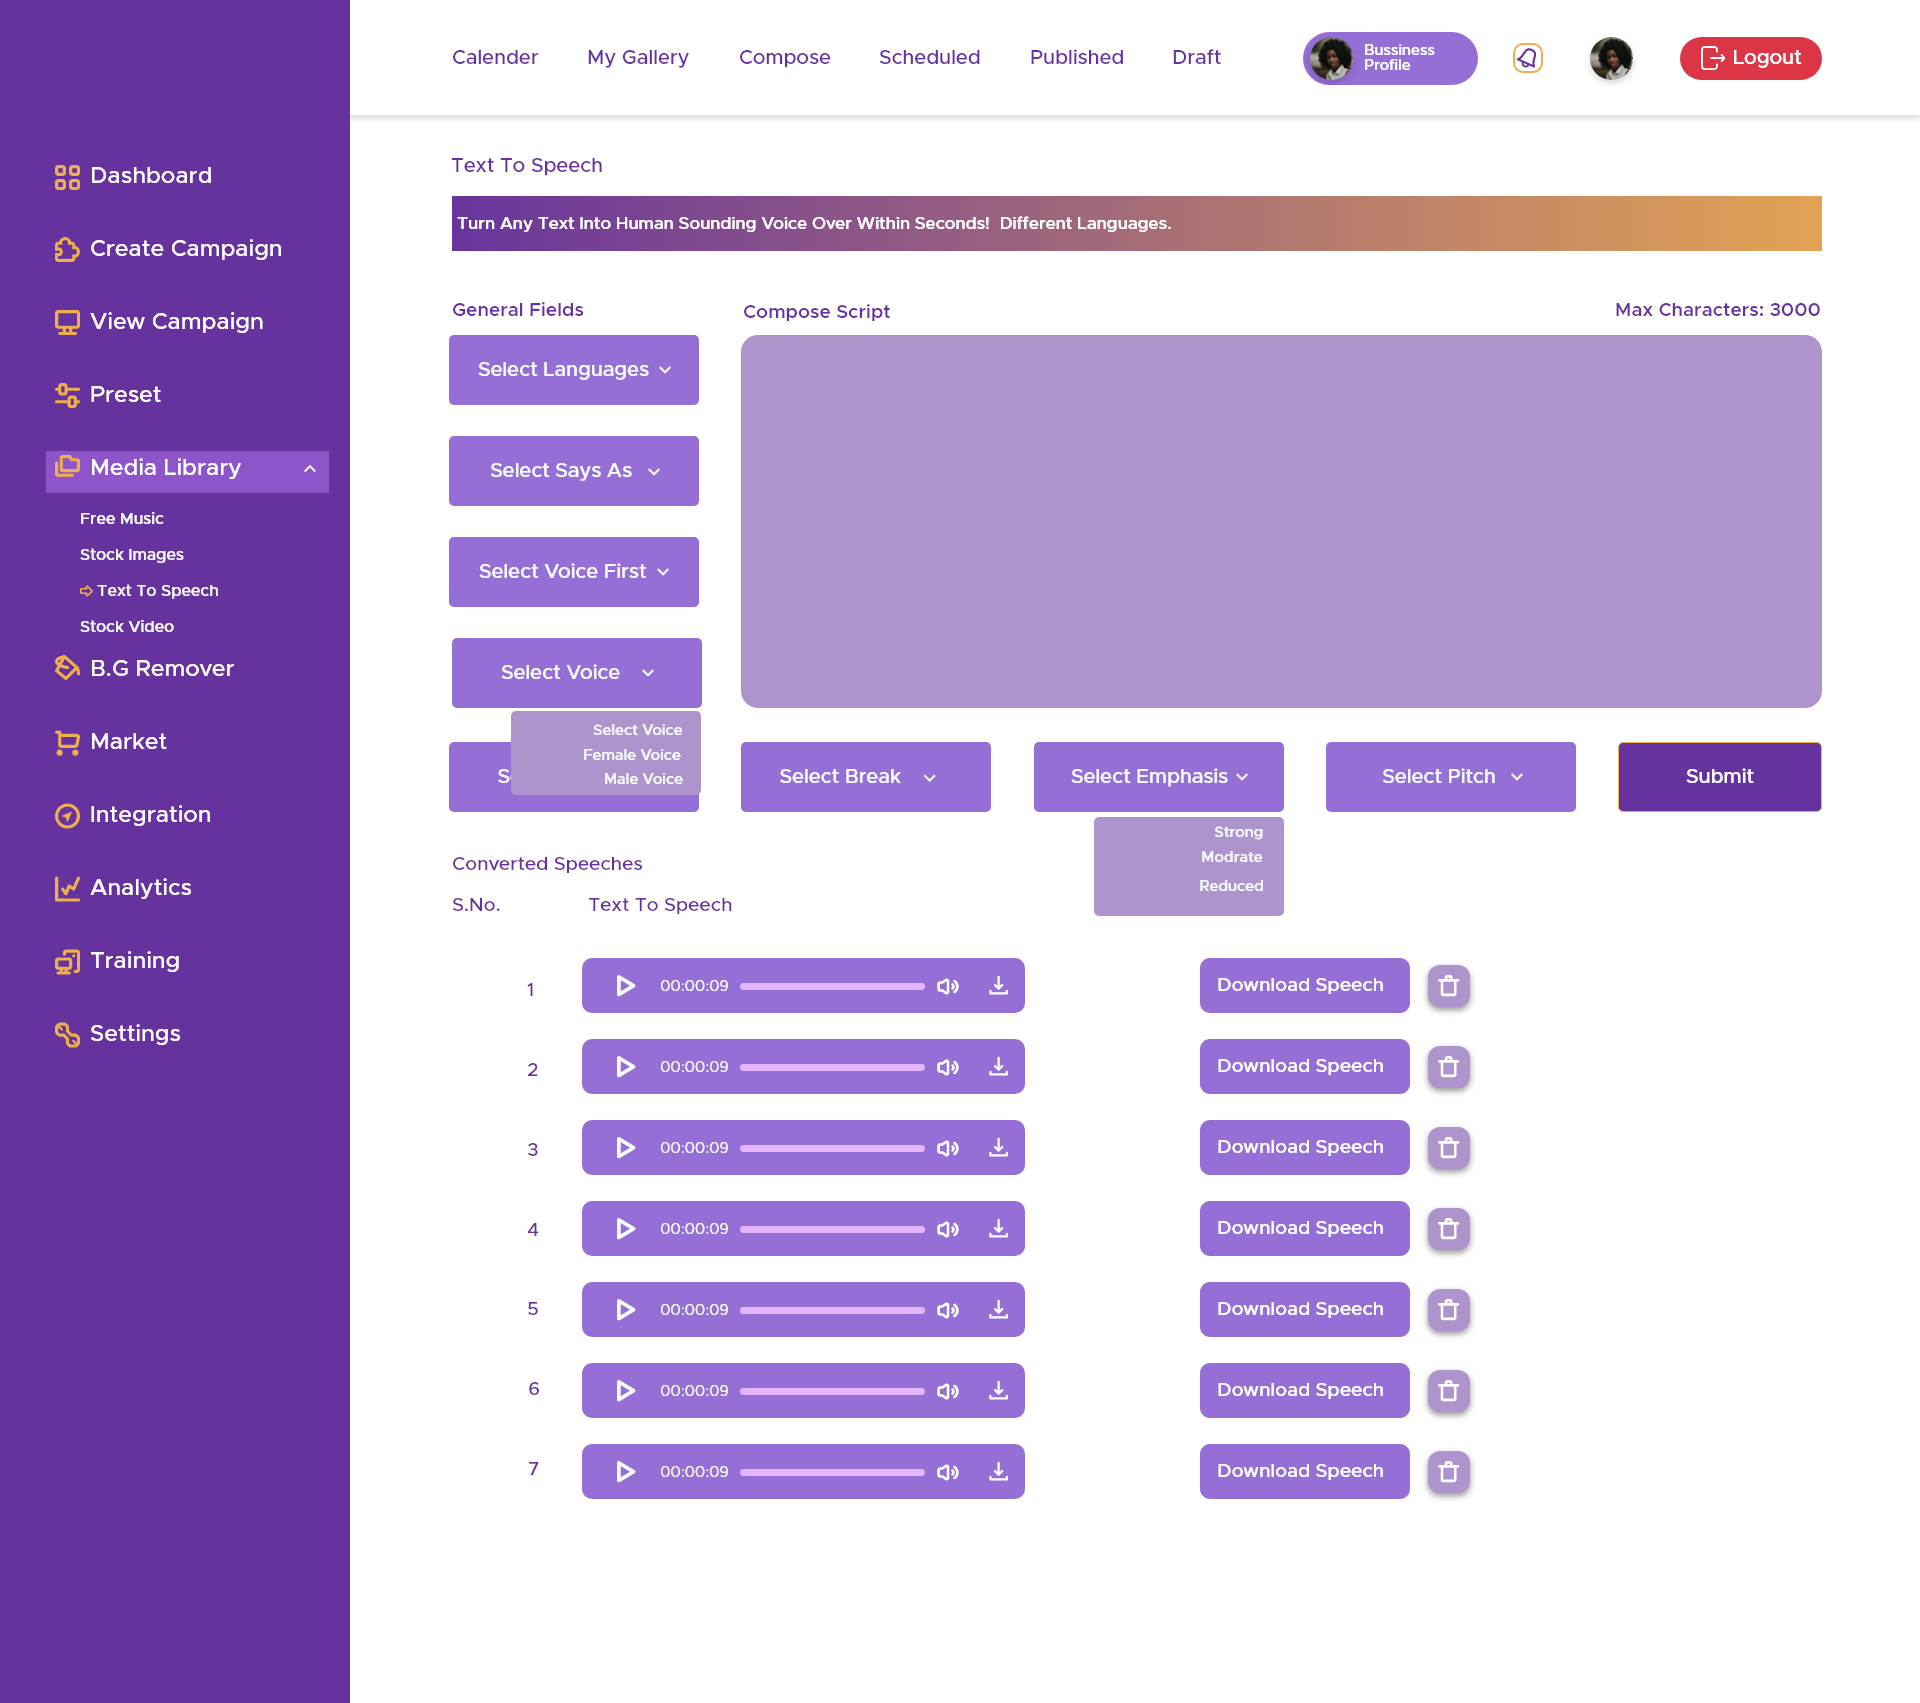 Calender
My Gallery
Compose
Scheduled
Published
Draft
Bussiness
Profile
Logout
Dashboard
Create Campaign
View Campaign
Preset
Media Library
Free Music
Stock Images
Text To Speech
Stock Video
B.G Remover
Market
Integration
Analytics
Training
Settings
Text To Speech
Turn Any Text Into Human Sounding Voice Over Within Seconds!  Different Languages.
General Fields
Compose Script
Max Characters: 3000
Select Languages
Select Says As
Select Voice First
Select Voice
Select Voice
Female Voice
Male Voice
Select Break
Select Emphasis
Select Pitch
Submit
Strong
Modrate
Reduced
Converted Speeches
S.No.
Text To Speech
1
00:00:09
Download Speech
2
00:00:09
Download Speech
3
00:00:09
Download Speech
4
00:00:09
Download Speech
5
00:00:09
Download Speech
6
00:00:09
Download Speech
7
00:00:09
Download Speech